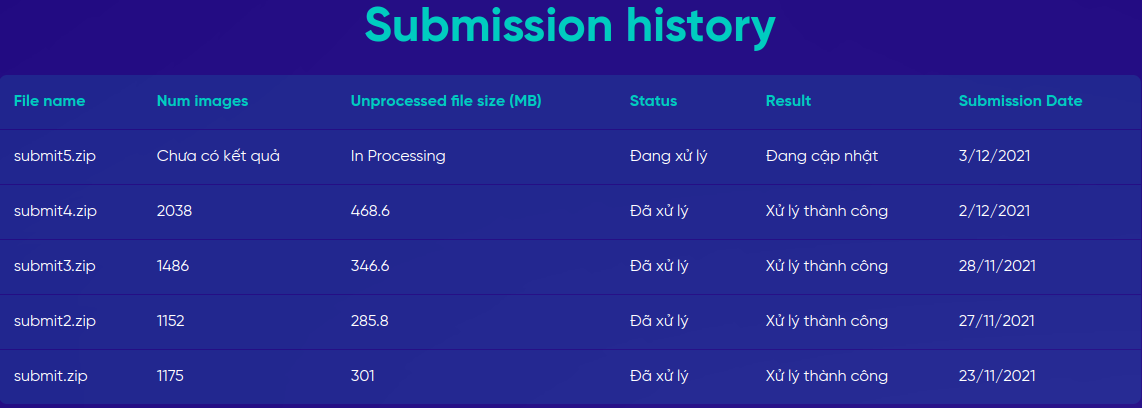 Submission history
File name Num images Unprocessed file size (MB) Status Result Submission Date
submit5.zip Chưa có kết quả In Processing Đang xử lý Đang cập nhật 3/12/2021
submit4.zip 2038 468.6 Đã xử lý Xử lý thành công 2/12/2021
submit3.zip 1486 346.6 Đã xử lý Xử lý thành công 28/11/2021
submit2.zip 1152 285.8 Đã xử lý Xử lý thành công 27/11/2021
submit.zip 1175 301 Đã xử lý Xử lý thành công 23/11/2021